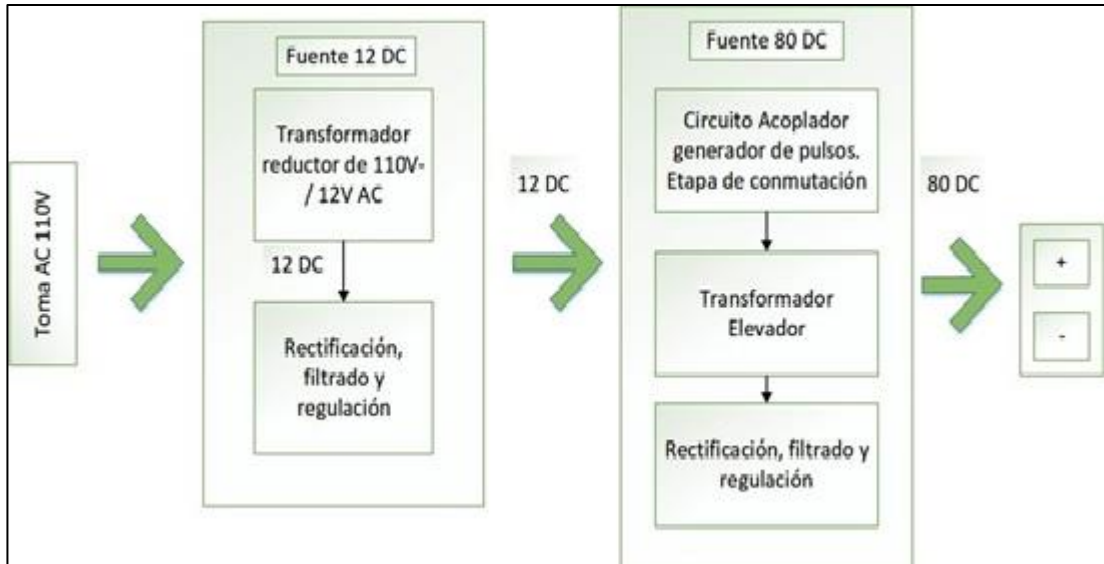 Toma AC 110V
Fuente 12 DC
Transformador
reductor de 110V-
/ 12V AC
12 DC
Rectificación,
filtrado y
regulación
12 DC
Fuente 80 DC
Circuito Acoplador
generador de pulsos.
Etapa de conmutación
Transformador
Elevador
Rectificación, filtrado y
regulación
80 DC
+
-